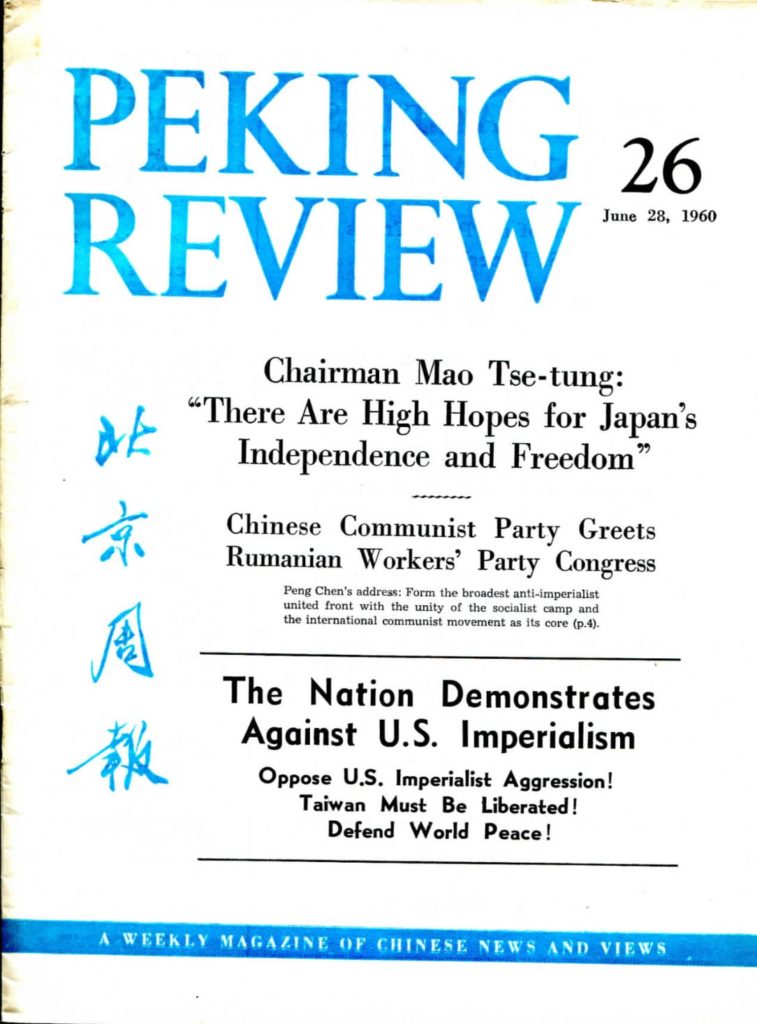 PEKING
REVIEW
26
June 28, 1960
Chairman Mao Tse-tung:
“There Are High Hopes for Japan’s
Independence and Freedom”
Chinese Communist Party Greets
Rumanian Workers’ Party Congress
Peng Chen’s address: Form the broadest anti-imperialist
united front with the unity of the socialist camp and
the international communist movement as its core (p.4).
北
京
周
報
The Nation Demonstrates
Against U.S. Imperialism
Oppose U.S. Imperialist Aggression!
Taiwan Must Be Liberated!
Defend World Peace!
A WEEKLY MAGAZINE OF CHINESE NEWS AND VIEWS